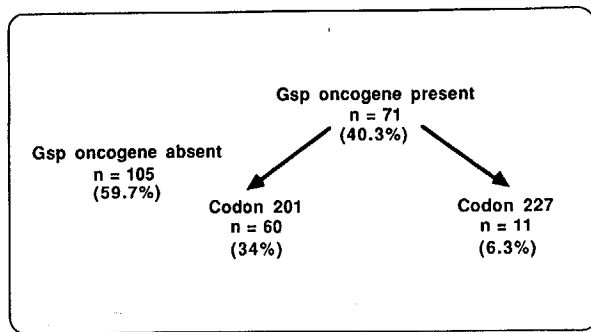 Gsp oncogene present
n = 71
(40.3%)
Gsp oncogene absent
n = 105
(59.7%)
Codon 201
n = 60
(34%)
Codon 227
n = 11
(6.3%)